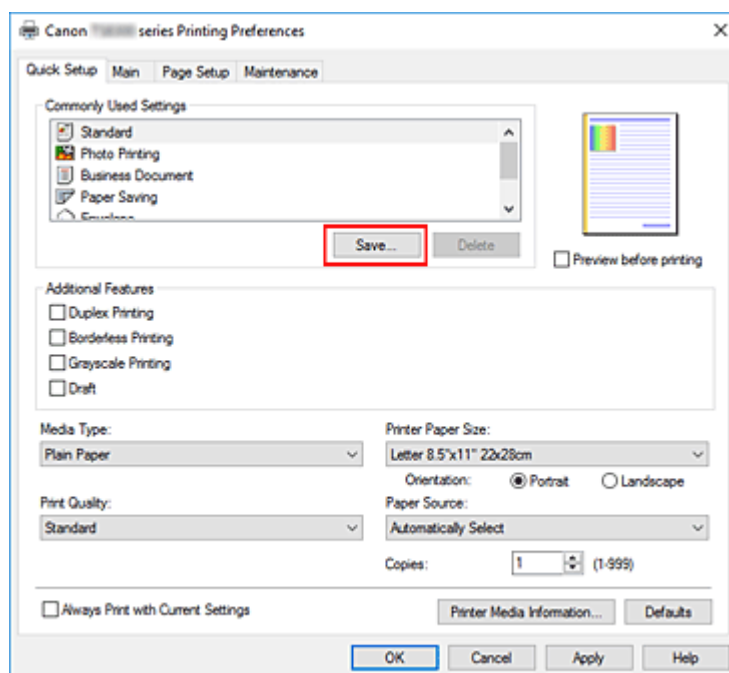 Canon series Printing Preferences
Quick Setup Main Page Setup Maintenance
Commonly Used Settings
Standard
Photo Printing
Business Document
Paper Saving
Envelope
Save... Delete
Preview before printing
Additional Features
Duplex Printing
Borderless Printing
Grayscale Printing
Draft
Media Type: Printer Paper Size:
Plain Paper Letter 8.5"x11" 22x28cm
Orientation: Portrait Landscape
Print Quality: Paper Source:
Standard Automatically Select
Copies: 1 (1-999)
Always Print with Current Settings Printer Media Information... Defaults
OK Cancel Apply Help